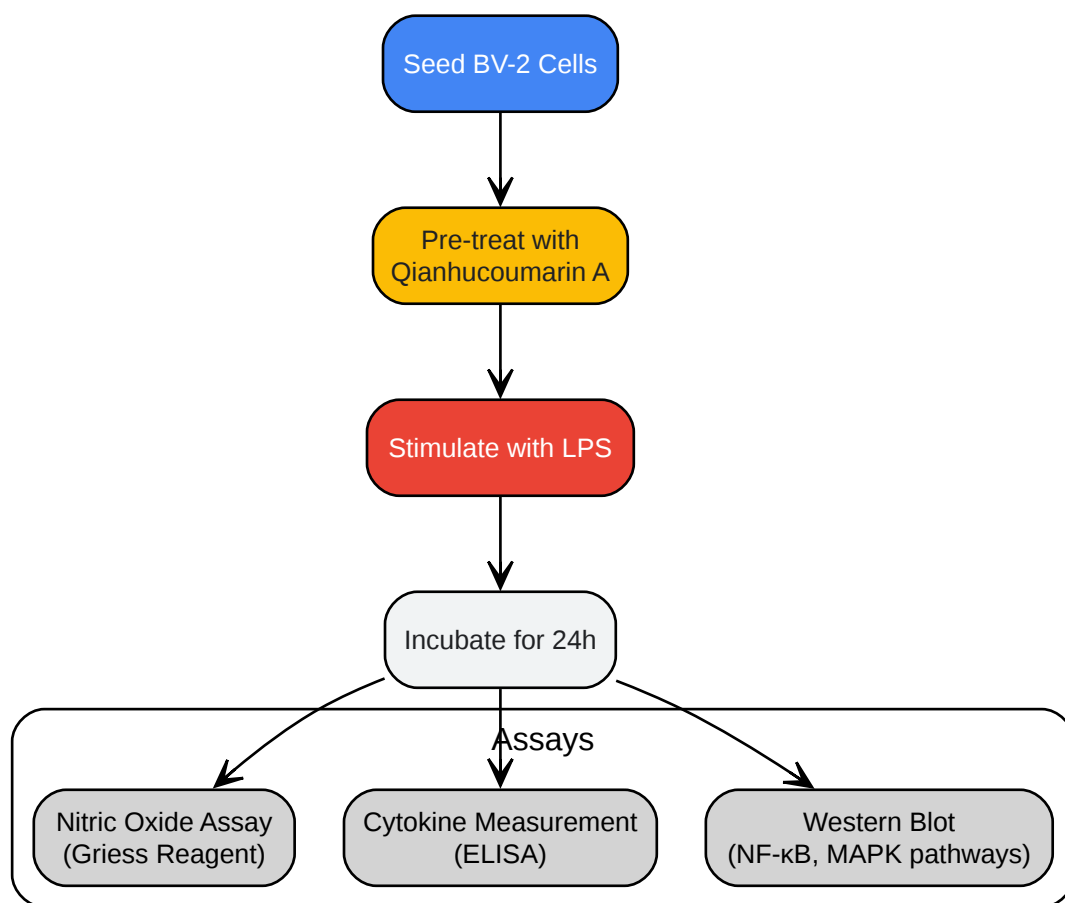 Seed BV-2 Cells
Pre-treat with
Qianhucoumarin A
Stimulate with LPS
Incubate for 24h
Assays
Nitric Oxide Assay
(Griess Reagent)
Cytokine Measurement
(ELISA)
Western Blot
(NF-κB, MAPK pathways)